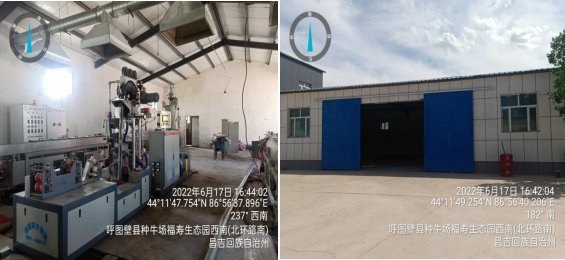 2022年6月17日 16:44:02
44°11'47.754"N 86°56'37.896"E
237° 西南
呼图壁县种牛场福寿生态园西南(北环路南)
昌吉回族自治州
2022年6月17日 16:42:04
44°11'49.254"N 86°56'40.206"E
182° 南
呼图壁县种牛场福寿生态园西南(北环路南)
昌吉回族自治州